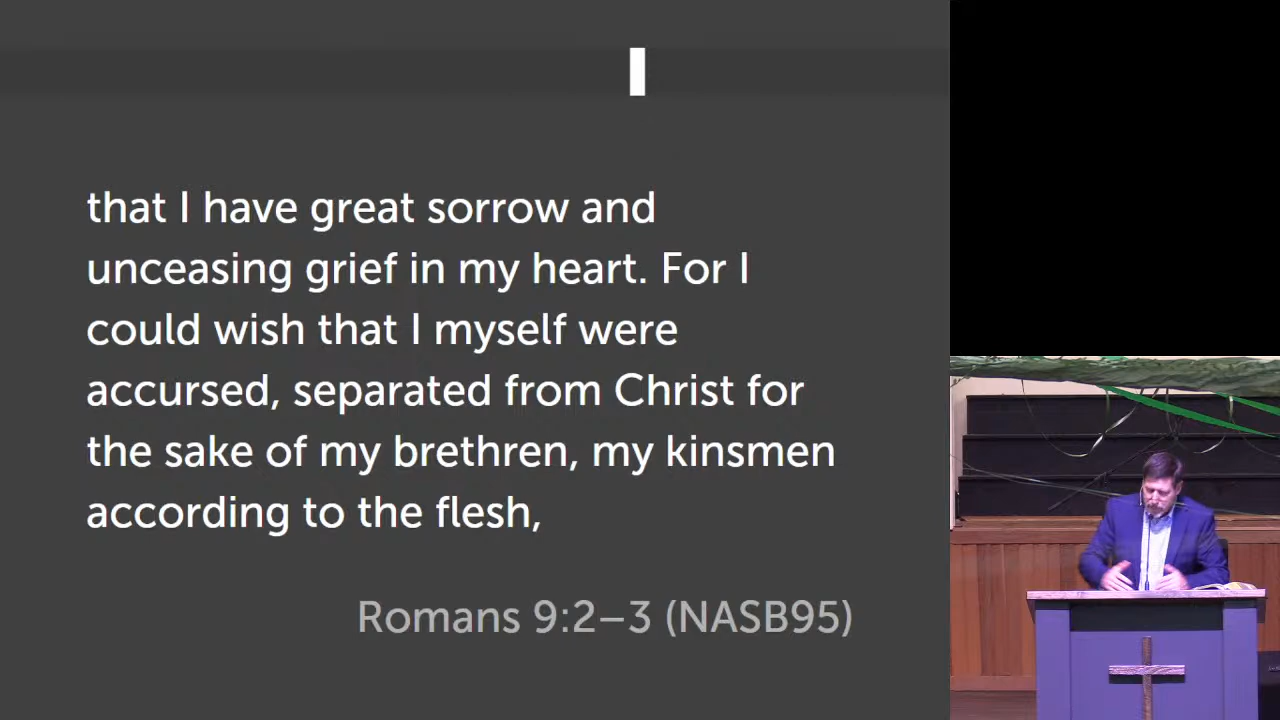 that I have great sorrow and
unceasing grief in my heart. For I
could wish that I myself were
accursed, separated from Christ for
the sake of my brethren, my kinsmen
according to the flesh,
Romans 9:2–3 (NASB95)